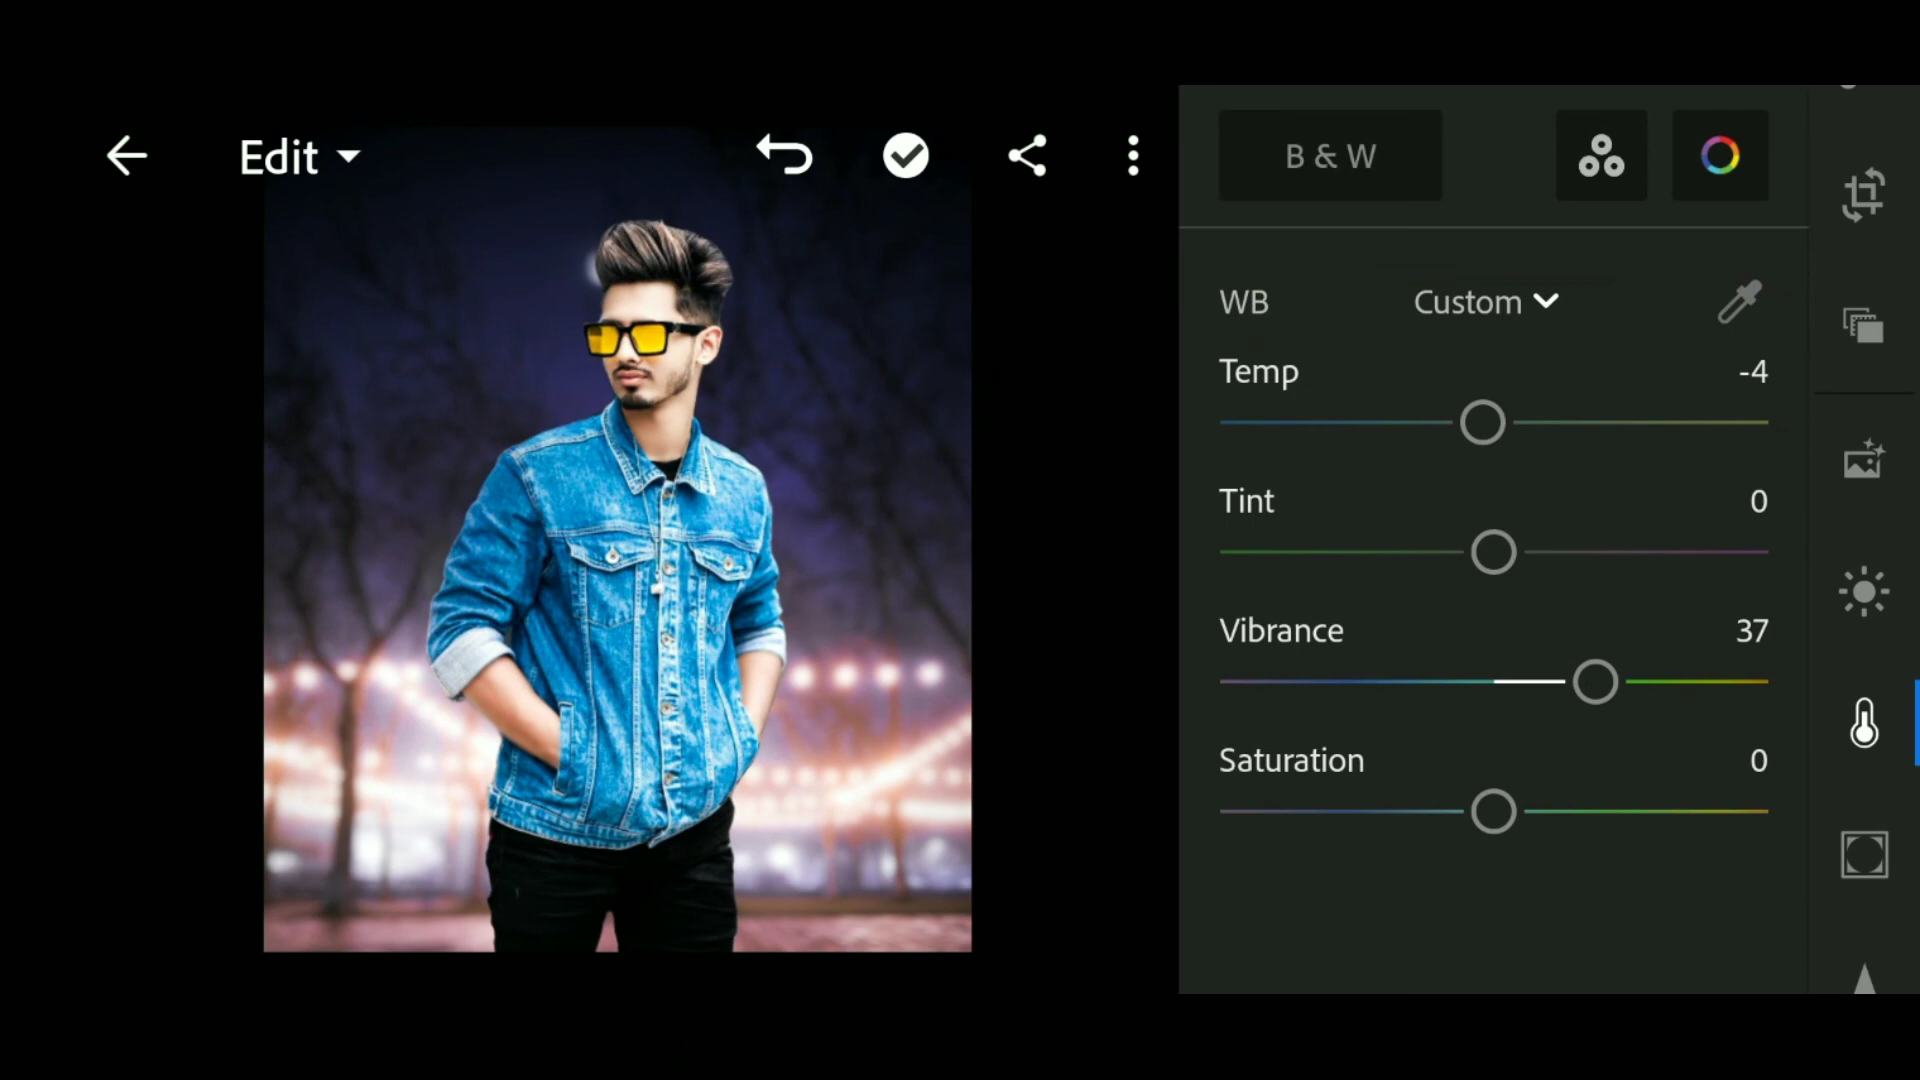 Edit
B & W
WB Custom
Temp -4
Tint 0
Vibrance 37
Saturation 0